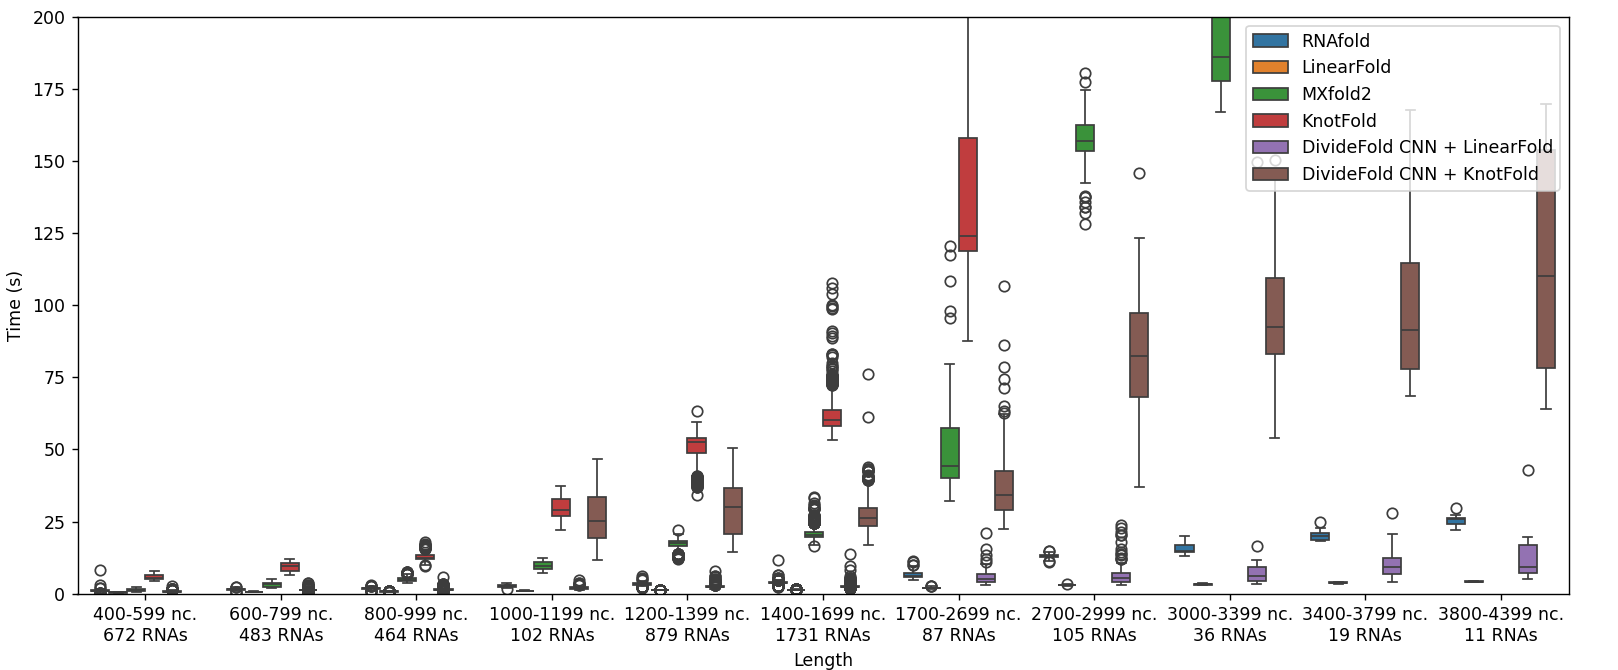 200
175
150
125
100
75
50
25
0
Time (s)
RNAfold
LinearFold
MXfold2
KnotFold
DivideFold CNN + LinearFold
DivideFold CNN + KnotFold
400-599 nc. 600-799 nc. 800-999 nc. 1000-1199 nc. 1200-1399 nc. 1400-1699 nc. 1700-2699 nc. 2700-2999 nc. 3000-3399 nc. 3400-3799 nc. 3800-4399 nc.
672 RNAs 483 RNAs 464 RNAs 102 RNAs 879 RNAs 1731 RNAs 87 RNAs 105 RNAs 36 RNAs 19 RNAs 11 RNAs
Length